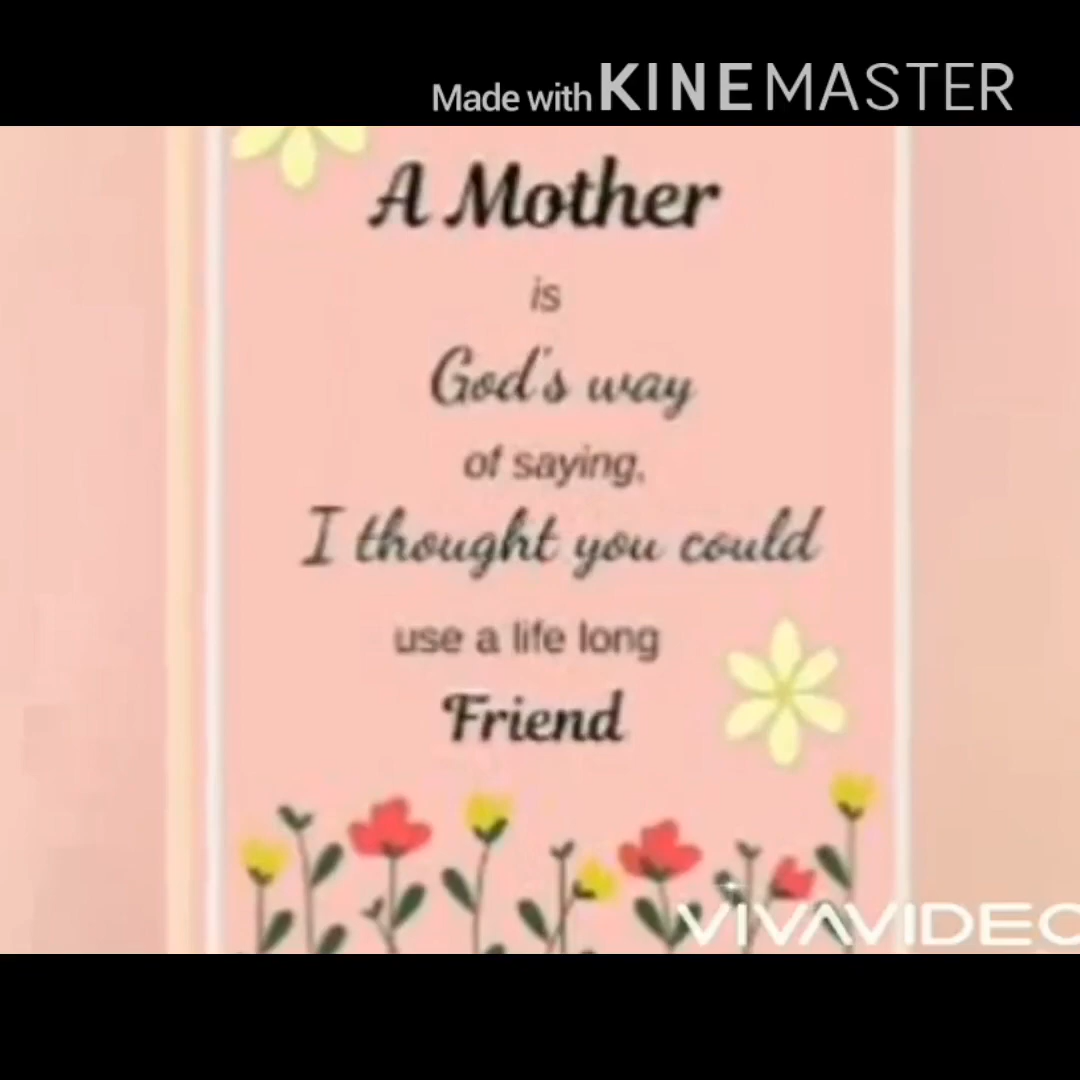 Made with KINEMASTER
A Mother
is
God's way
of saying,
I thought you could
use a life long
Friend
VIVAVIDEO